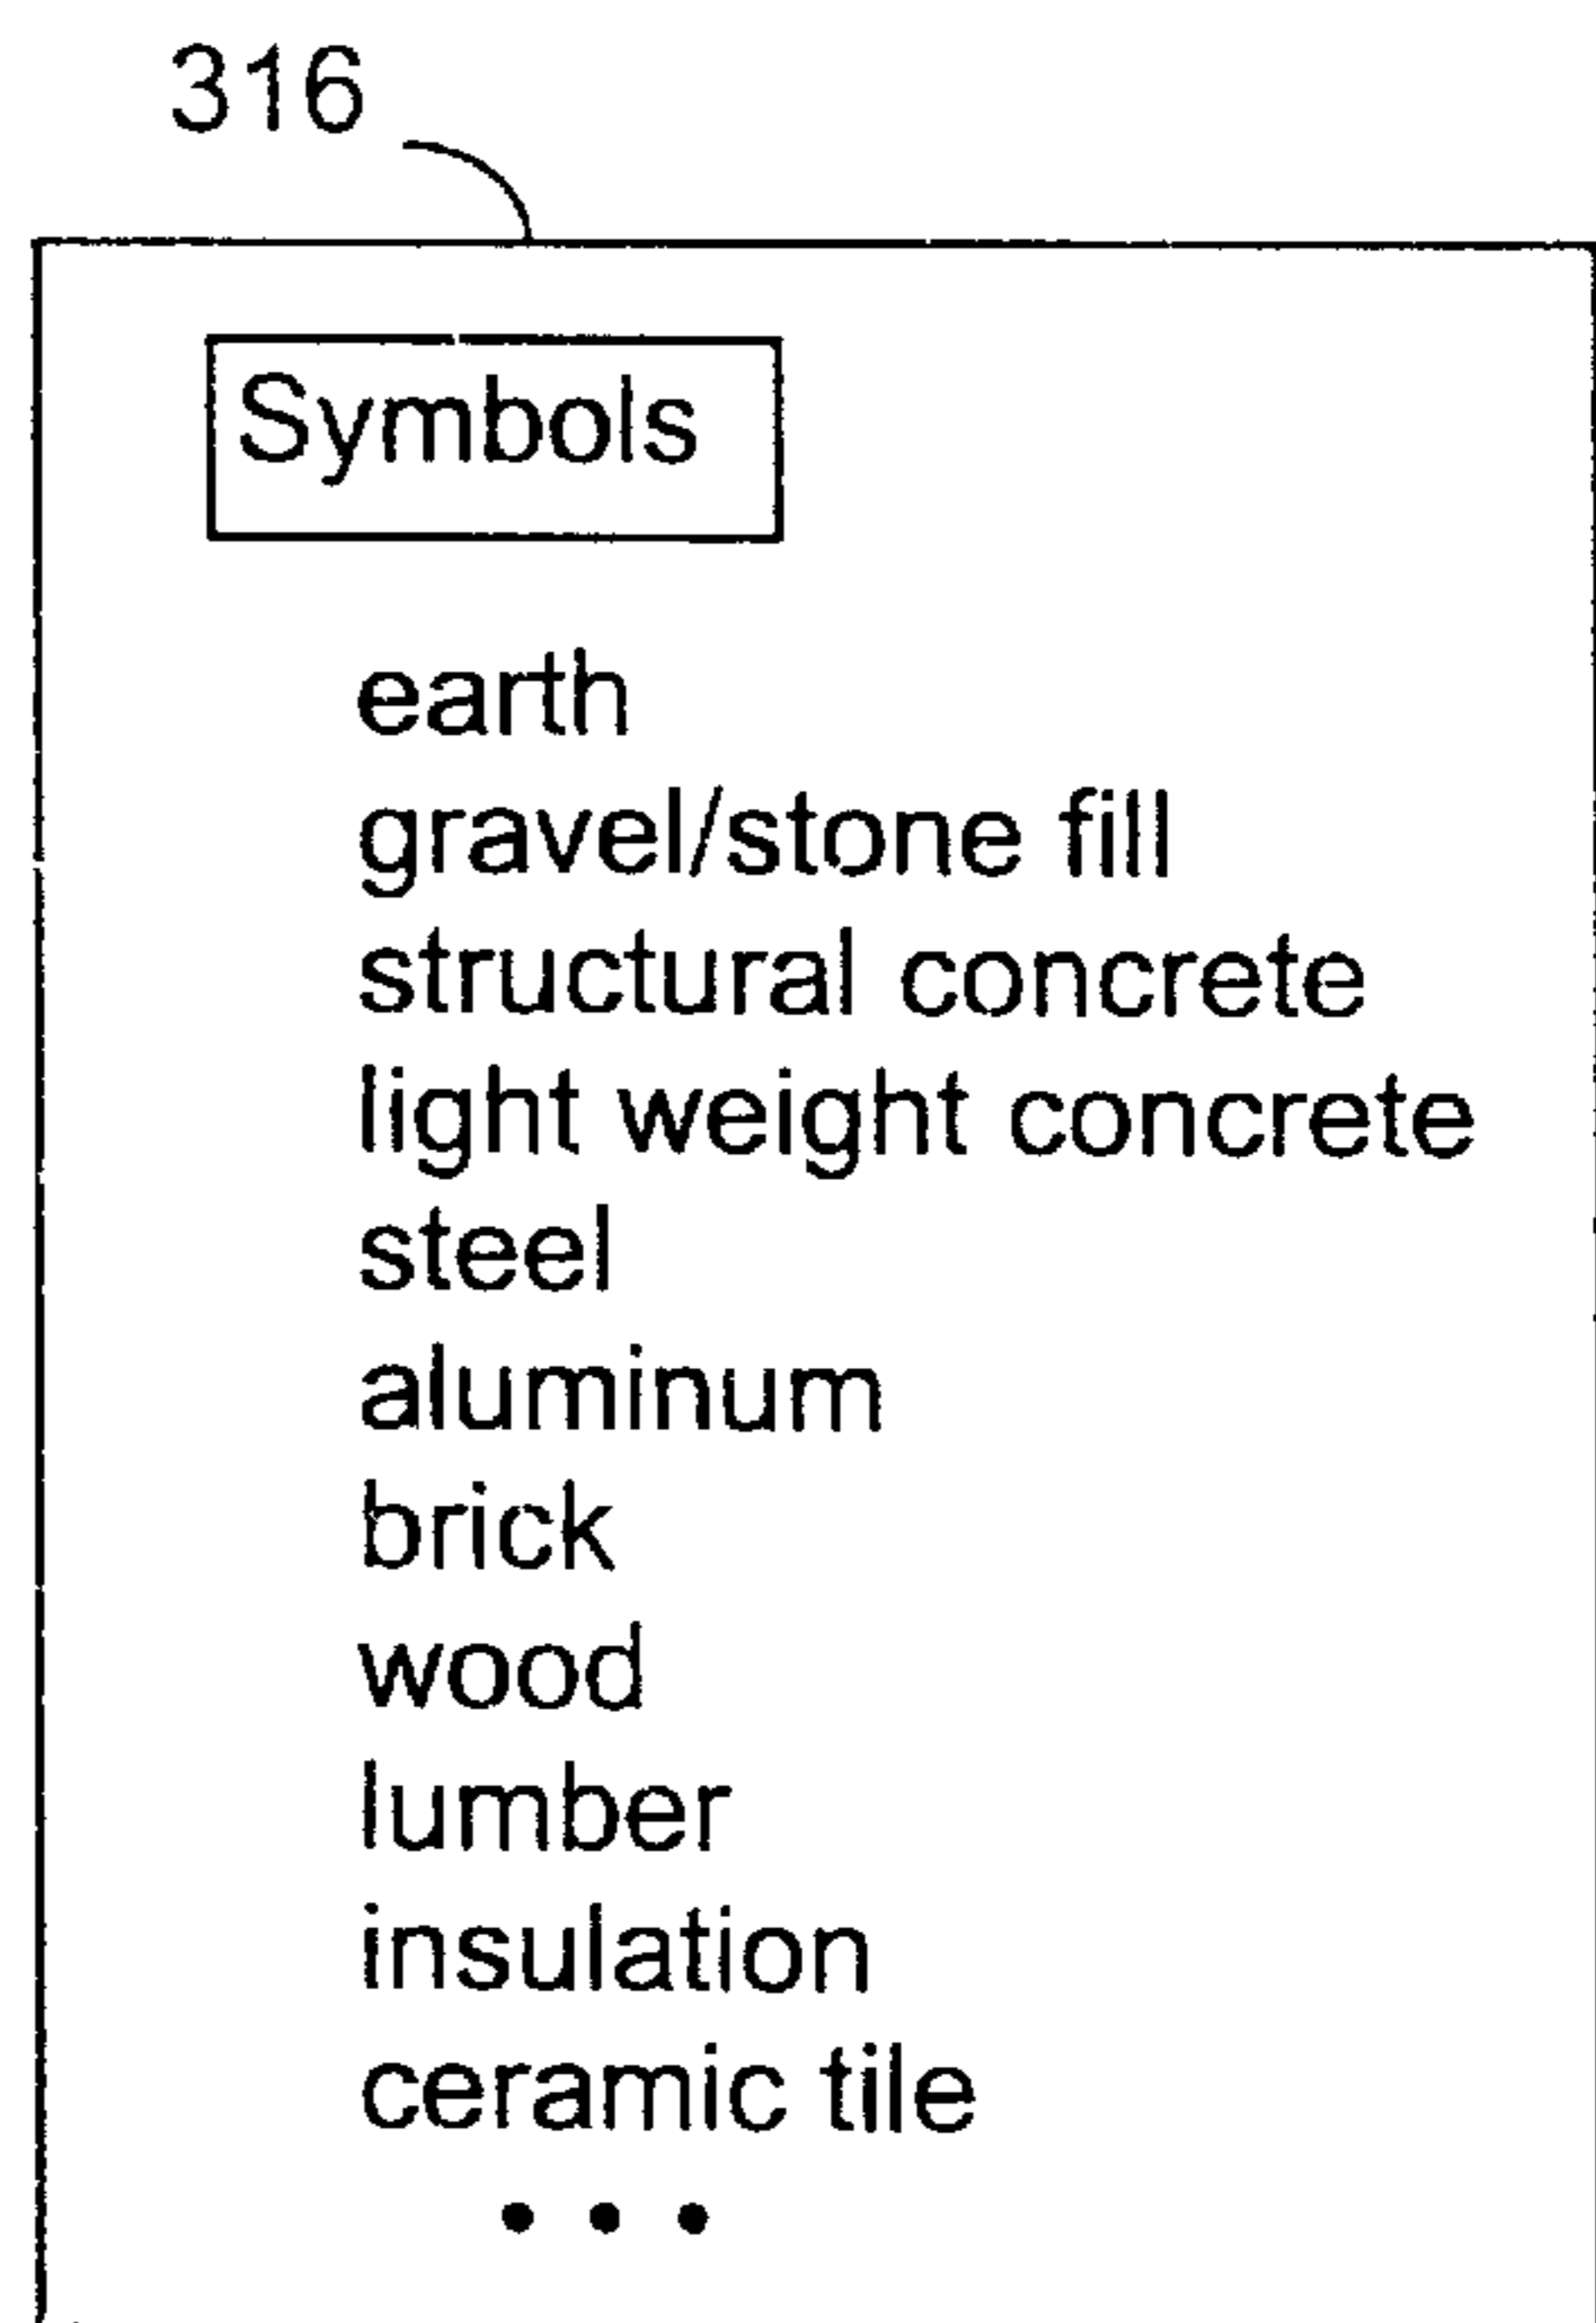 316
Symbols
earth
gravel/stone fill
structural concrete
light weight concrete
steel
aluminum
brick
wood
lumber
insulation
ceramic tile
• • •